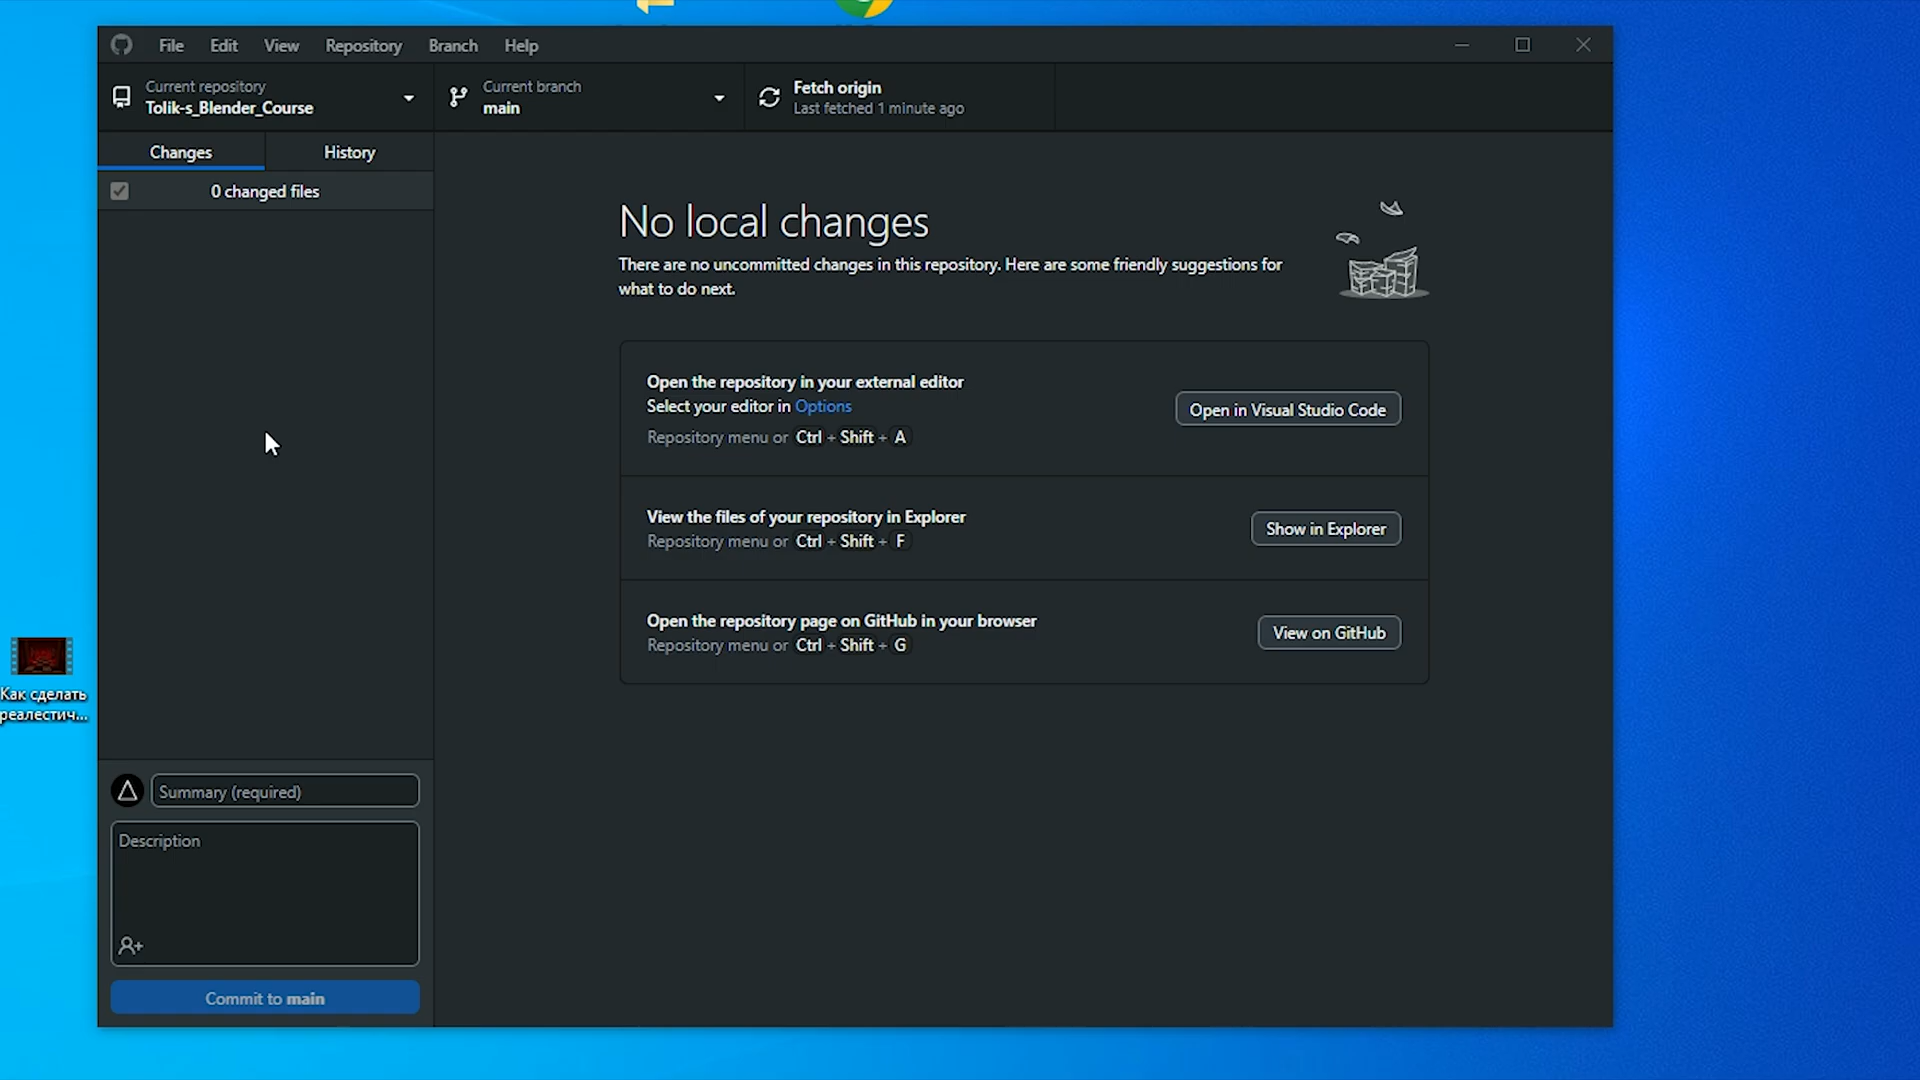 File Edit View Repository Branch Help
Current repository
Tolik-s_Blender_Course
Current branch
main
Fetch origin
Last fetched 1 minute ago
Changes
History
0 changed files
No local changes
There are no uncommitted changes in this repository. Here are some friendly suggestions for
what to do next.
Open the repository in your external editor
Select your editor in Options
Repository menu or Ctrl + Shift + A
Open in Visual Studio Code
View the files of your repository in Explorer
Repository menu or Ctrl + Shift + F
Show in Explorer
Open the repository page on GitHub in your browser
Repository menu or Ctrl + Shift + G
View on GitHub
Как сделать
реалестич...
Summary (required)
Description
Commit to main